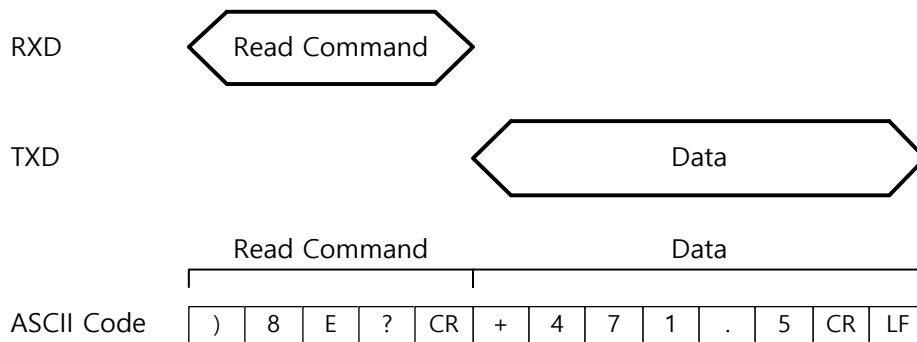 RXD Read Command
TXD Data
Read Command Data
ASCII Code ) 8 E ? CR + 4 7 1 . 5 CR LF